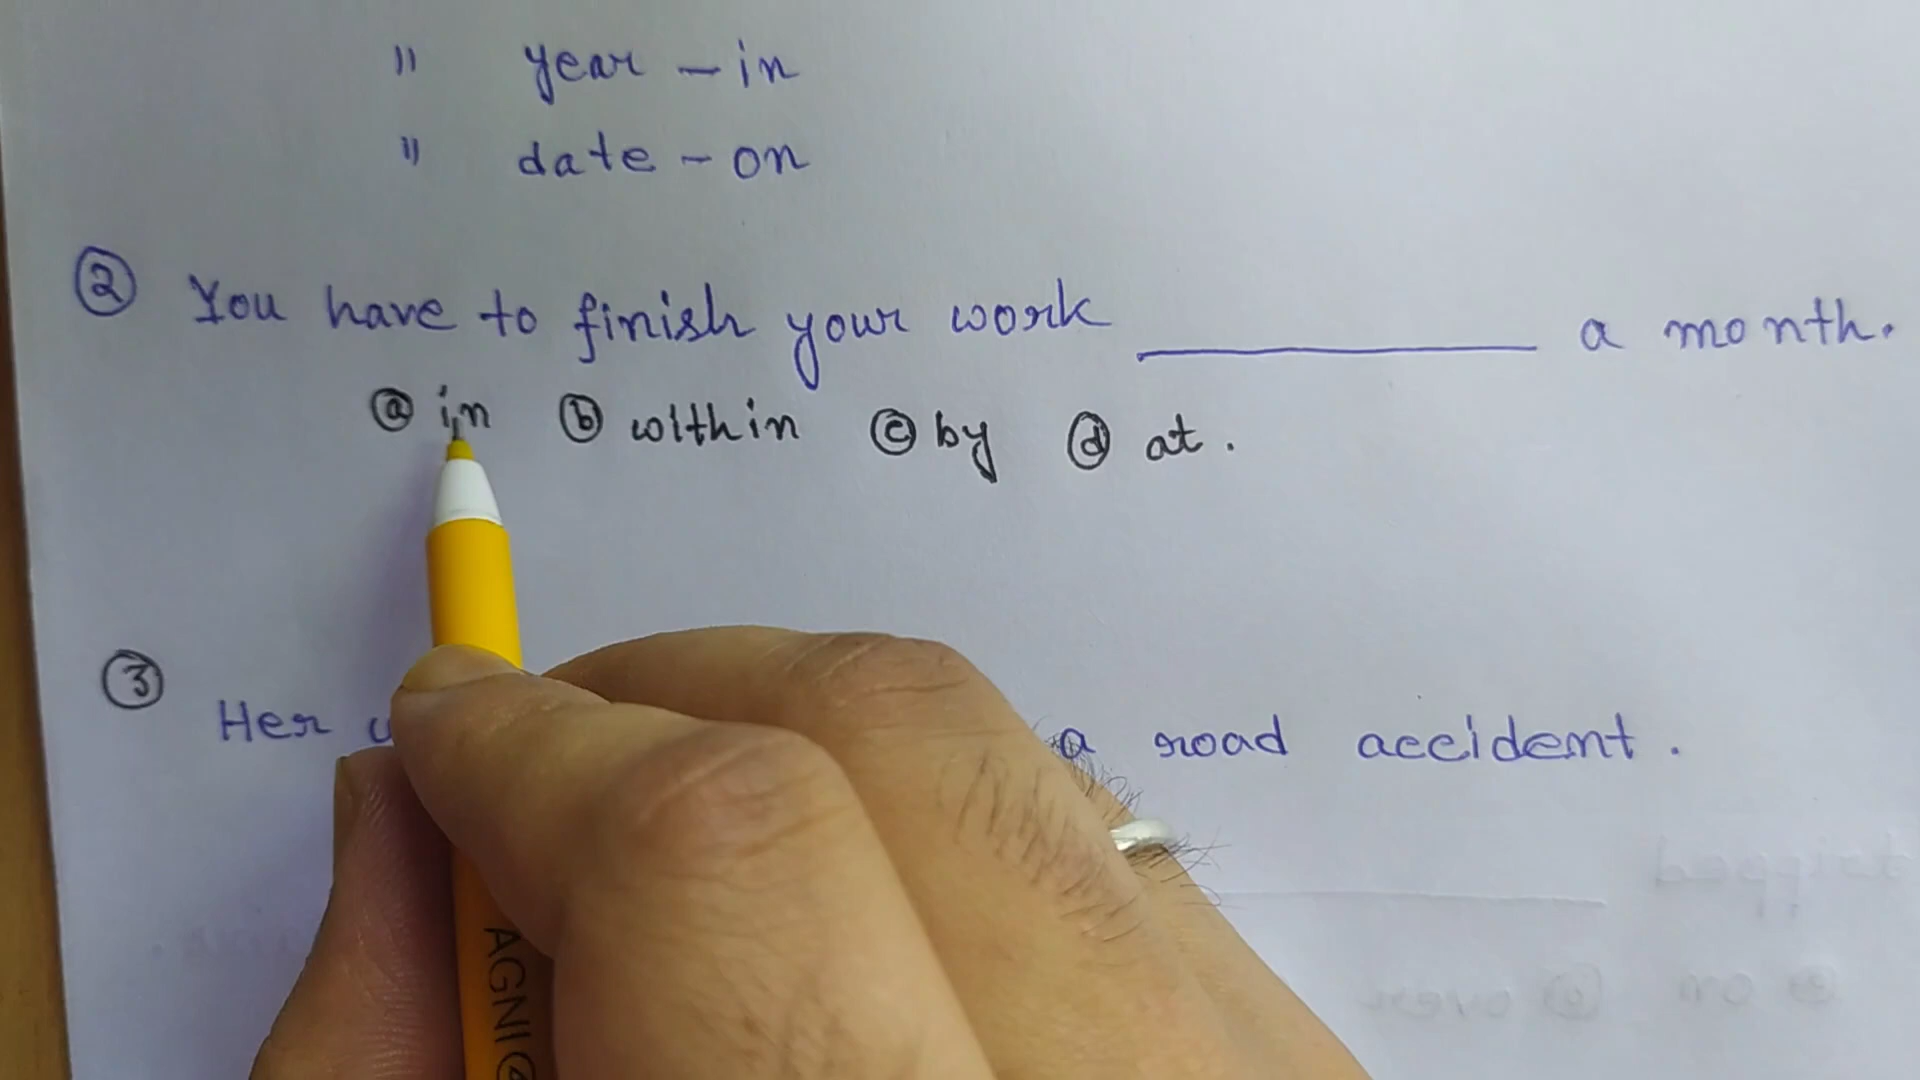 " year - in
" date - on
② You have to finish your work ________ a month.
ⓐ in ⓑ within ⓒ by ⓓ at.
③ Her a road accident.
AGNI